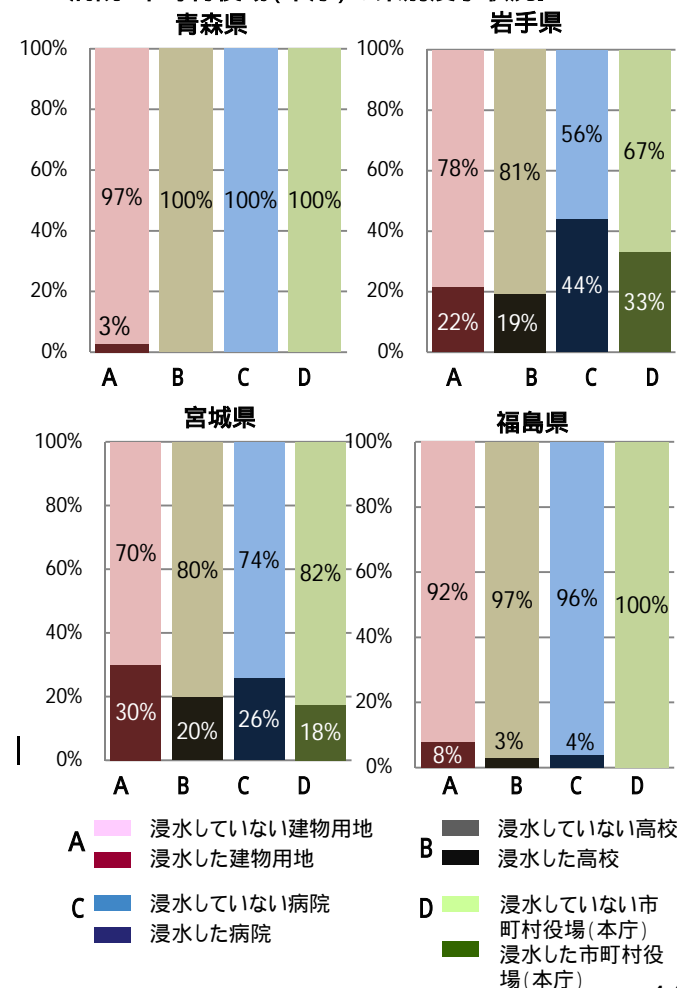 青森県
100%
80%
60%
40%
20%
0%
97%
3%
100%
100%
100%
A B C D
岩手県
100%
80%
60%
40%
20%
0%
78%
22%
81%
19%
56%
44%
67%
33%
A B C D
宮城県
100%
80%
60%
40%
20%
0%
70%
30%
80%
20%
74%
26%
82%
18%
A B C D
福島県
100%
80%
60%
40%
20%
0%
92%
8%
97%
3%
96%
4%
100%
A B C D
A
浸水していない建物用地
浸水した建物用地
B
浸水していない高校
浸水した高校
C
浸水していない病院
浸水した病院
D
浸水していない市
町村役場(本庁)
浸水した市町村役
場(本庁)